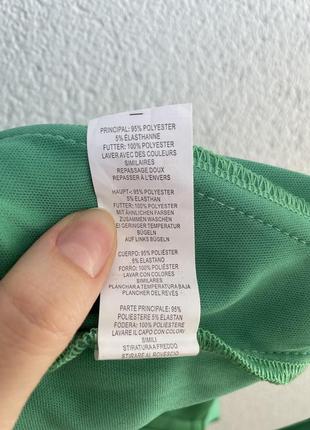 PRINCIPAL: 95% POLYESTER
5% ELASTHANNE
FUTTER: 100% POLYESTER
LAVER AVEC DES COULEURS
SIMILAIRES
REPASSAGE DOUX
REPASSER A L'ENVERS
HAUPT< 95% POLYESTER
5% ELASTHAN
FUTTER: 100% POLYESTER
MIT ÄHNLICHEN FARBEN
ZUSAMMEN WASCHEN
BEI GERINGER TEMPERATUR
BÜGELN
AUF LINKS BÜGELN
CUERPO: 95% POLIÉSTER
5% ELASTANO
FORRO: 100% POLIÉSTER
LAVAR CON COLORES
SIMILARES
PLANCHAR A TEMPERATURA BAJA
PLANCHER DEL REVÉS
PARTE PRINCIPALE: 95%
POLIESTERE 5% ELASTAN
FODERA: 100% POLIESTERE
LAVARE IL CAPO CON COLORI
SIMILI
STIRATURA A FREDDO
STIRARE AL ROVESCIO